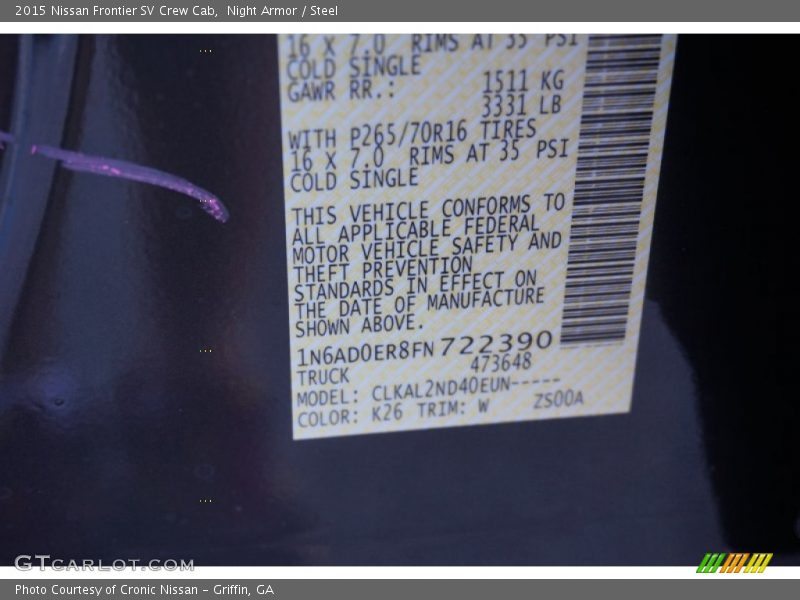 2015 Nissan Frontier SV Crew Cab,  Night Armor / Steel
16 X 7.0 RIMS AT 35 PSI
COLD SINGLE
GAWR RR.: 1511 KG
3331 LB
WITH P265/70R16 TIRES
16 X 7.0 RIMS AT 35 PSI
COLD SINGLE
THIS VEHICLE CONFORMS TO
ALL APPLICABLE FEDERAL
MOTOR VEHICLE SAFETY AND
THEFT PREVENTION
STANDARDS IN EFFECT ON
THE DATE OF MANUFACTURE
SHOWN ABOVE.
1N6AD0ER8FN722390
TRUCK 473648
MODEL: CLKAL2ND40EUN-----
COLOR: K26 TRIM: W ZS00A
GTCARLOT.COM
Photo Courtesy of Cronic Nissan - Griffin, GA